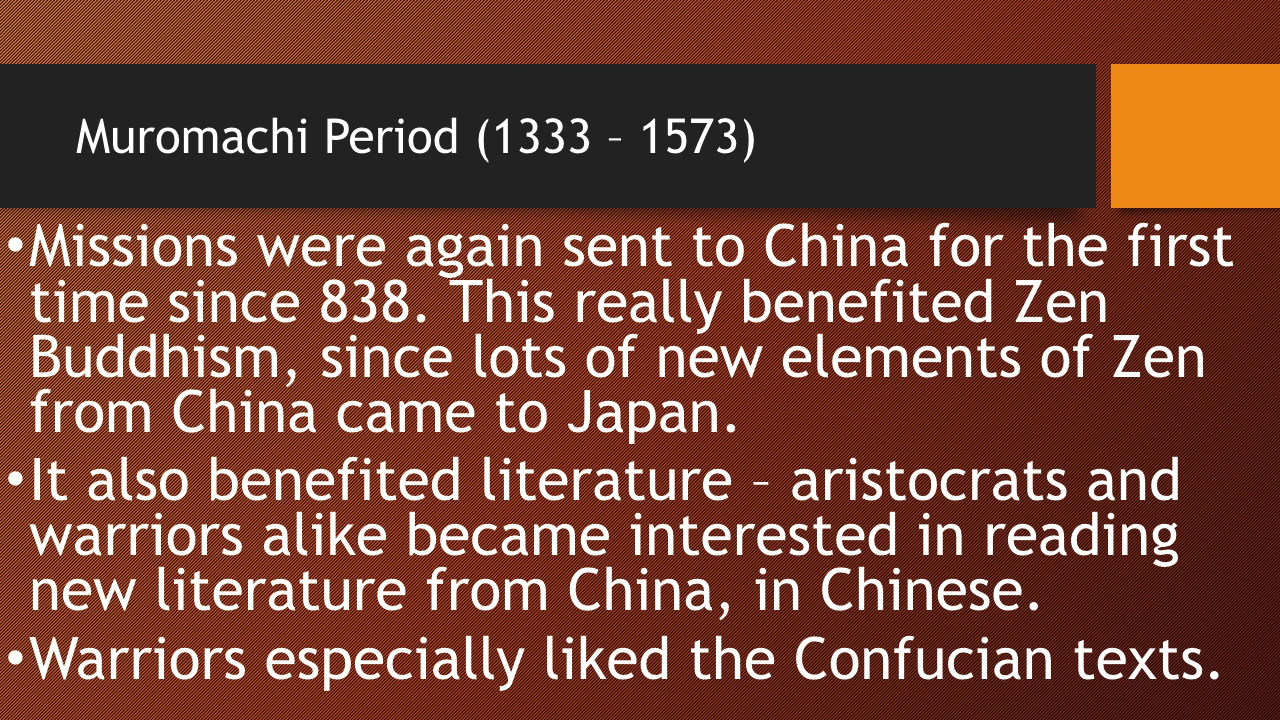 Muromachi Period (1333 – 1573)
•Missions were again sent to China for the first
time since 838. This really benefited Zen
Buddhism, since lots of new elements of Zen
from China came to Japan.
•It also benefited literature – aristocrats and
warriors alike became interested in reading
new literature from China, in Chinese.
•Warriors especially liked the Confucian texts.